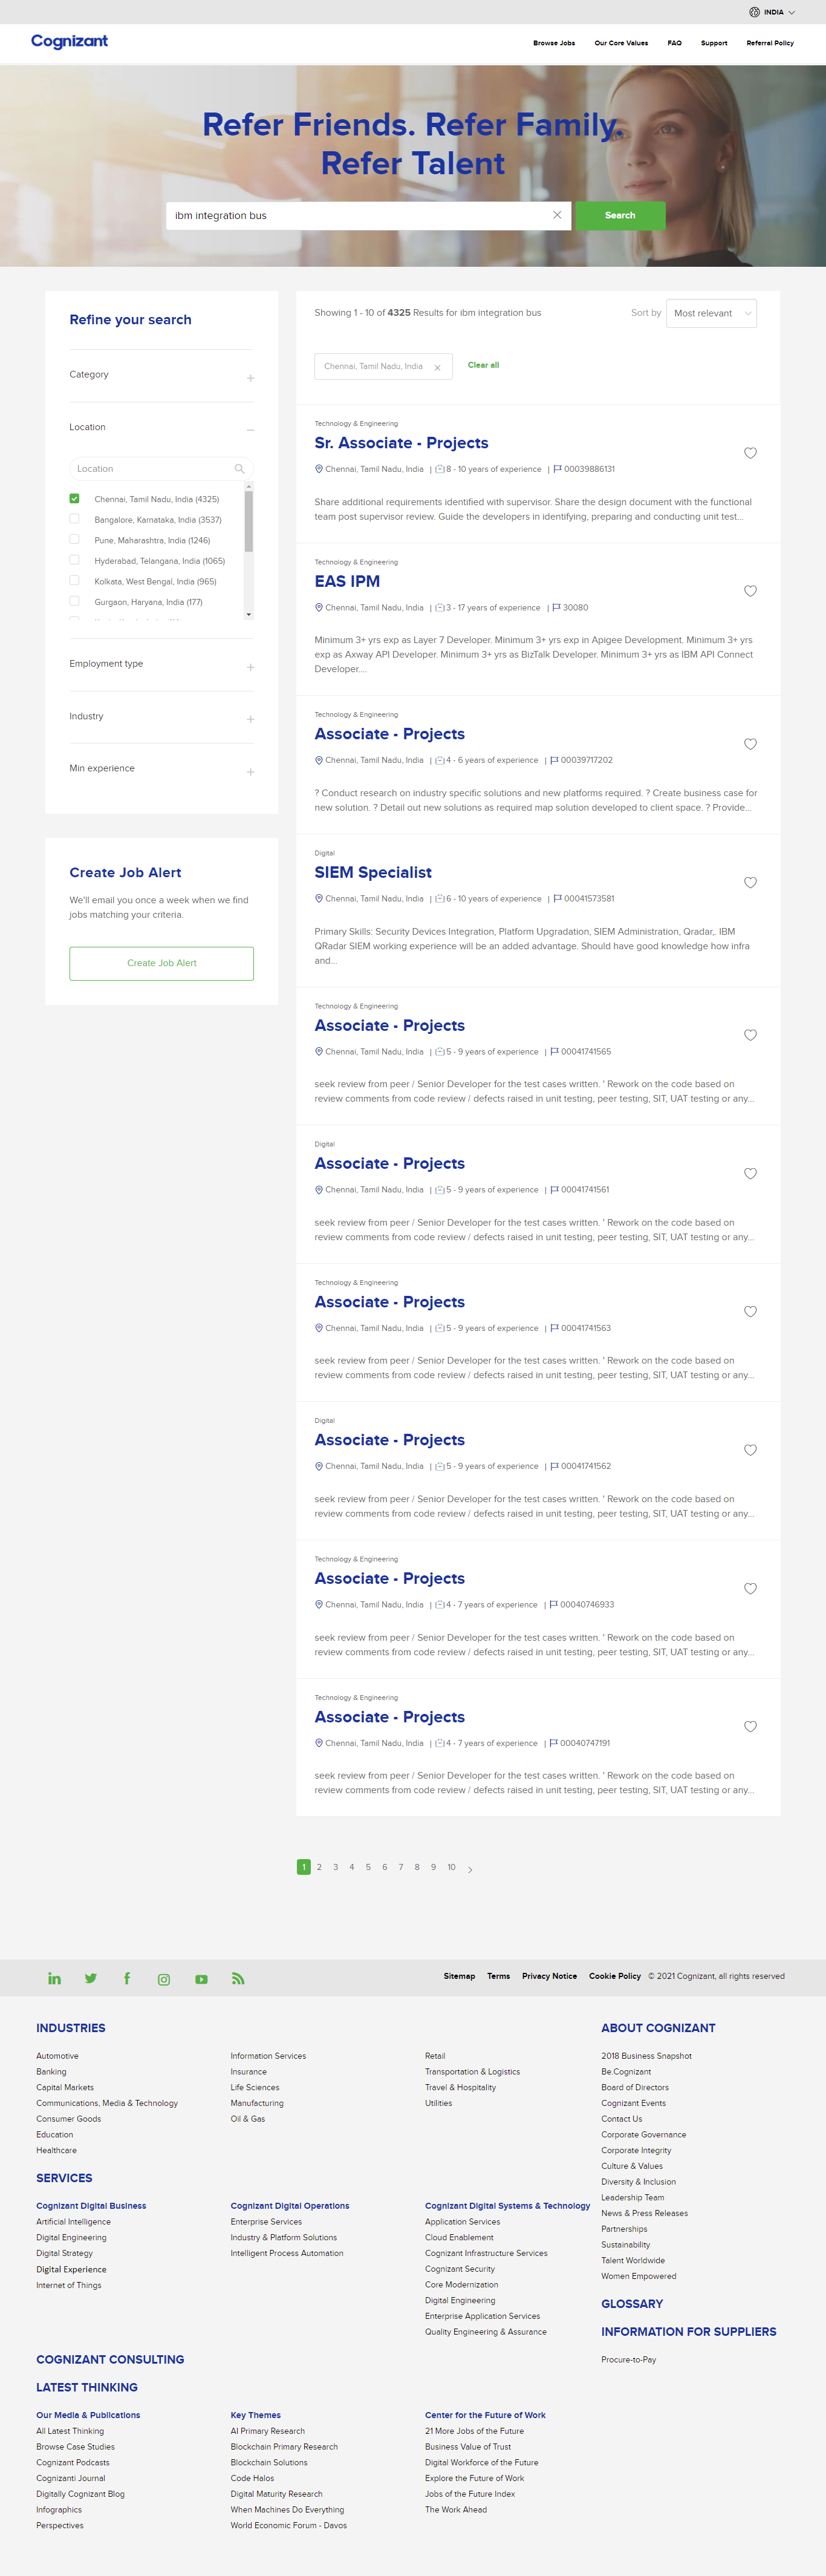 INDIA
Cognizant
Browse Jobs
Our Core Values
FAQ
Support
Referral Policy
Refer Friends. Refer Family.
Refer Talent
ibm integration bus
Search
Refine your search
Category
Location
Location
Chennai, Tamil Nadu, India (4325)
Bangalore, Karnataka, India (3537)
Pune, Maharashtra, India (1246)
Hyderabad, Telangana, India (1065)
Kolkata, West Bengal, India (965)
Gurgaon, Haryana, India (177)
Employment type
Industry
Min experience
Create Job Alert
We'll email you once a week when we find
jobs matching your criteria.
Create Job Alert
Showing 1 - 10 of 4325 Results for ibm integration bus
Sort by
Most relevant
Chennai, Tamil Nadu, India
Clear all
Technology & Engineering
Sr. Associate - Projects
Chennai, Tamil Nadu, India | 8 - 10 years of experience | 00039886131
Share additional requirements identified with supervisor. Share the design document with the functional
team post supervisor review. Guide the developers in identifying, preparing and conducting unit test...
Technology & Engineering
EAS IPM
Chennai, Tamil Nadu, India | 3 - 17 years of experience | 30080
Minimum 3+ yrs exp as Layer 7 Developer. Minimum 3+ yrs exp in Apigee Development. Minimum 3+ yrs
exp as Axway API Developer. Minimum 3+ yrs as BizTalk Developer. Minimum 3+ yrs as IBM API Connect
Developer....
Technology & Engineering
Associate - Projects
Chennai, Tamil Nadu, India | 4 - 6 years of experience | 00039717202
? Conduct research on industry specific solutions and new platforms required. ? Create business case for
new solution. ? Detail out new solutions as required map solution developed to client space. ? Provide...
Digital
SIEM Specialist
Chennai, Tamil Nadu, India | 6 - 10 years of experience | 00041573581
Primary Skills: Security Devices Integration, Platform Upgradation, SIEM Administration, Qradar,. IBM
QRadar SIEM working experience will be an added advantage. Should have good knowledge how infra
and...
Technology & Engineering
Associate - Projects
Chennai, Tamil Nadu, India | 5 - 9 years of experience | 00041741565
seek review from peer / Senior Developer for the test cases written. ' Rework on the code based on
review comments from code review / defects raised in unit testing, peer testing, SIT, UAT testing or any...
Digital
Associate - Projects
Chennai, Tamil Nadu, India | 5 - 9 years of experience | 00041741561
seek review from peer / Senior Developer for the test cases written. ' Rework on the code based on
review comments from code review / defects raised in unit testing, peer testing, SIT, UAT testing or any...
Technology & Engineering
Associate - Projects
Chennai, Tamil Nadu, India | 5 - 9 years of experience | 00041741563
seek review from peer / Senior Developer for the test cases written. ' Rework on the code based on
review comments from code review / defects raised in unit testing, peer testing, SIT, UAT testing or any...
Digital
Associate - Projects
Chennai, Tamil Nadu, India | 5 - 9 years of experience | 00041741562
seek review from peer / Senior Developer for the test cases written. ' Rework on the code based on
review comments from code review / defects raised in unit testing, peer testing, SIT, UAT testing or any...
Technology & Engineering
Associate - Projects
Chennai, Tamil Nadu, India | 4 - 7 years of experience | 00040746933
seek review from peer / Senior Developer for the test cases written. ' Rework on the code based on
review comments from code review / defects raised in unit testing, peer testing, SIT, UAT testing or any...
Technology & Engineering
Associate - Projects
Chennai, Tamil Nadu, India | 4 - 7 years of experience | 00040747191
seek review from peer / Senior Developer for the test cases written. ' Rework on the code based on
review comments from code review / defects raised in unit testing, peer testing, SIT, UAT testing or any...
1 2 3 4 5 6 7 8 9 10
Sitemap
Terms
Privacy Notice
Cookie Policy
© 2021 Cognizant, all rights reserved
INDUSTRIES
Automotive
Banking
Capital Markets
Communications, Media & Technology
Consumer Goods
Education
Healthcare
Information Services
Insurance
Life Sciences
Manufacturing
Oil & Gas
Retail
Transportation & Logistics
Travel & Hospitality
Utilities
SERVICES
Cognizant Digital Business
Artificial Intelligence
Digital Engineering
Digital Strategy
Digital Experience
Internet of Things
Cognizant Digital Operations
Enterprise Services
Industry & Platform Solutions
Intelligent Process Automation
Cognizant Digital Systems & Technology
Application Services
Cloud Enablement
Cognizant Infrastructure Services
Cognizant Security
Core Modernization
Digital Engineering
Enterprise Application Services
Quality Engineering & Assurance
COGNIZANT CONSULTING
LATEST THINKING
Our Media & Publications
All Latest Thinking
Browse Case Studies
Cognizant Podcasts
Cognizanti Journal
Digitally Cognizant Blog
Infographics
Perspectives
Key Themes
AI Primary Research
Blockchain Primary Research
Blockchain Solutions
Code Halos
Digital Maturity Research
When Machines Do Everything
World Economic Forum - Davos
Center for the Future of Work
21 More Jobs of the Future
Business Value of Trust
Digital Workforce of the Future
Explore the Future of Work
Jobs of the Future Index
The Work Ahead
ABOUT COGNIZANT
2018 Business Snapshot
Be.Cognizant
Board of Directors
Cognizant Events
Contact Us
Corporate Governance
Corporate Integrity
Culture & Values
Diversity & Inclusion
Leadership Team
News & Press Releases
Partnerships
Sustainability
Talent Worldwide
Women Empowered
GLOSSARY
INFORMATION FOR SUPPLIERS
Procure-to-Pay